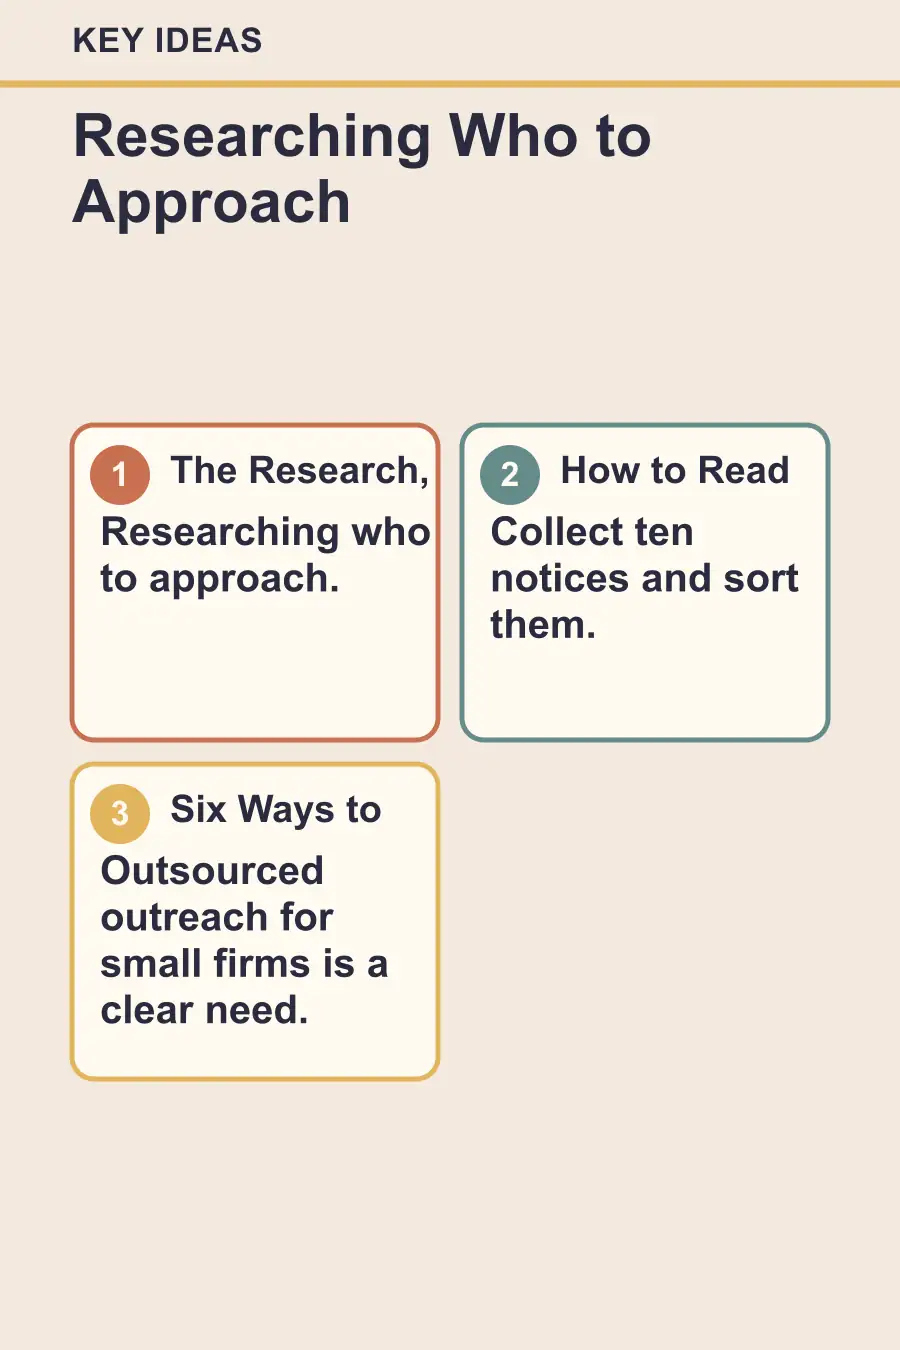 KEY IDEAS
Researching Who to
Approach
1
The Research,
Researching who
to approach.
2
How to Read
Collect ten
notices and sort
them.
3
Six Ways to
Outsourced
outreach for
small firms is a
clear need.